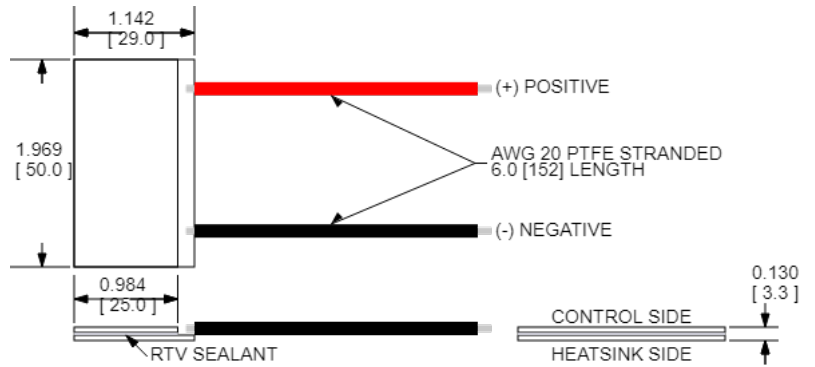 1.142
[ 29.0 ]
(+) POSITIVE
1.969
[ 50.0 ]
AWG 20 PTFE STRANDED
6.0 [152] LENGTH
(-) NEGATIVE
0.984
[ 25.0 ]
0.130
[ 3.3 ]
CONTROL SIDE
RTV SEALANT
HEATSINK SIDE